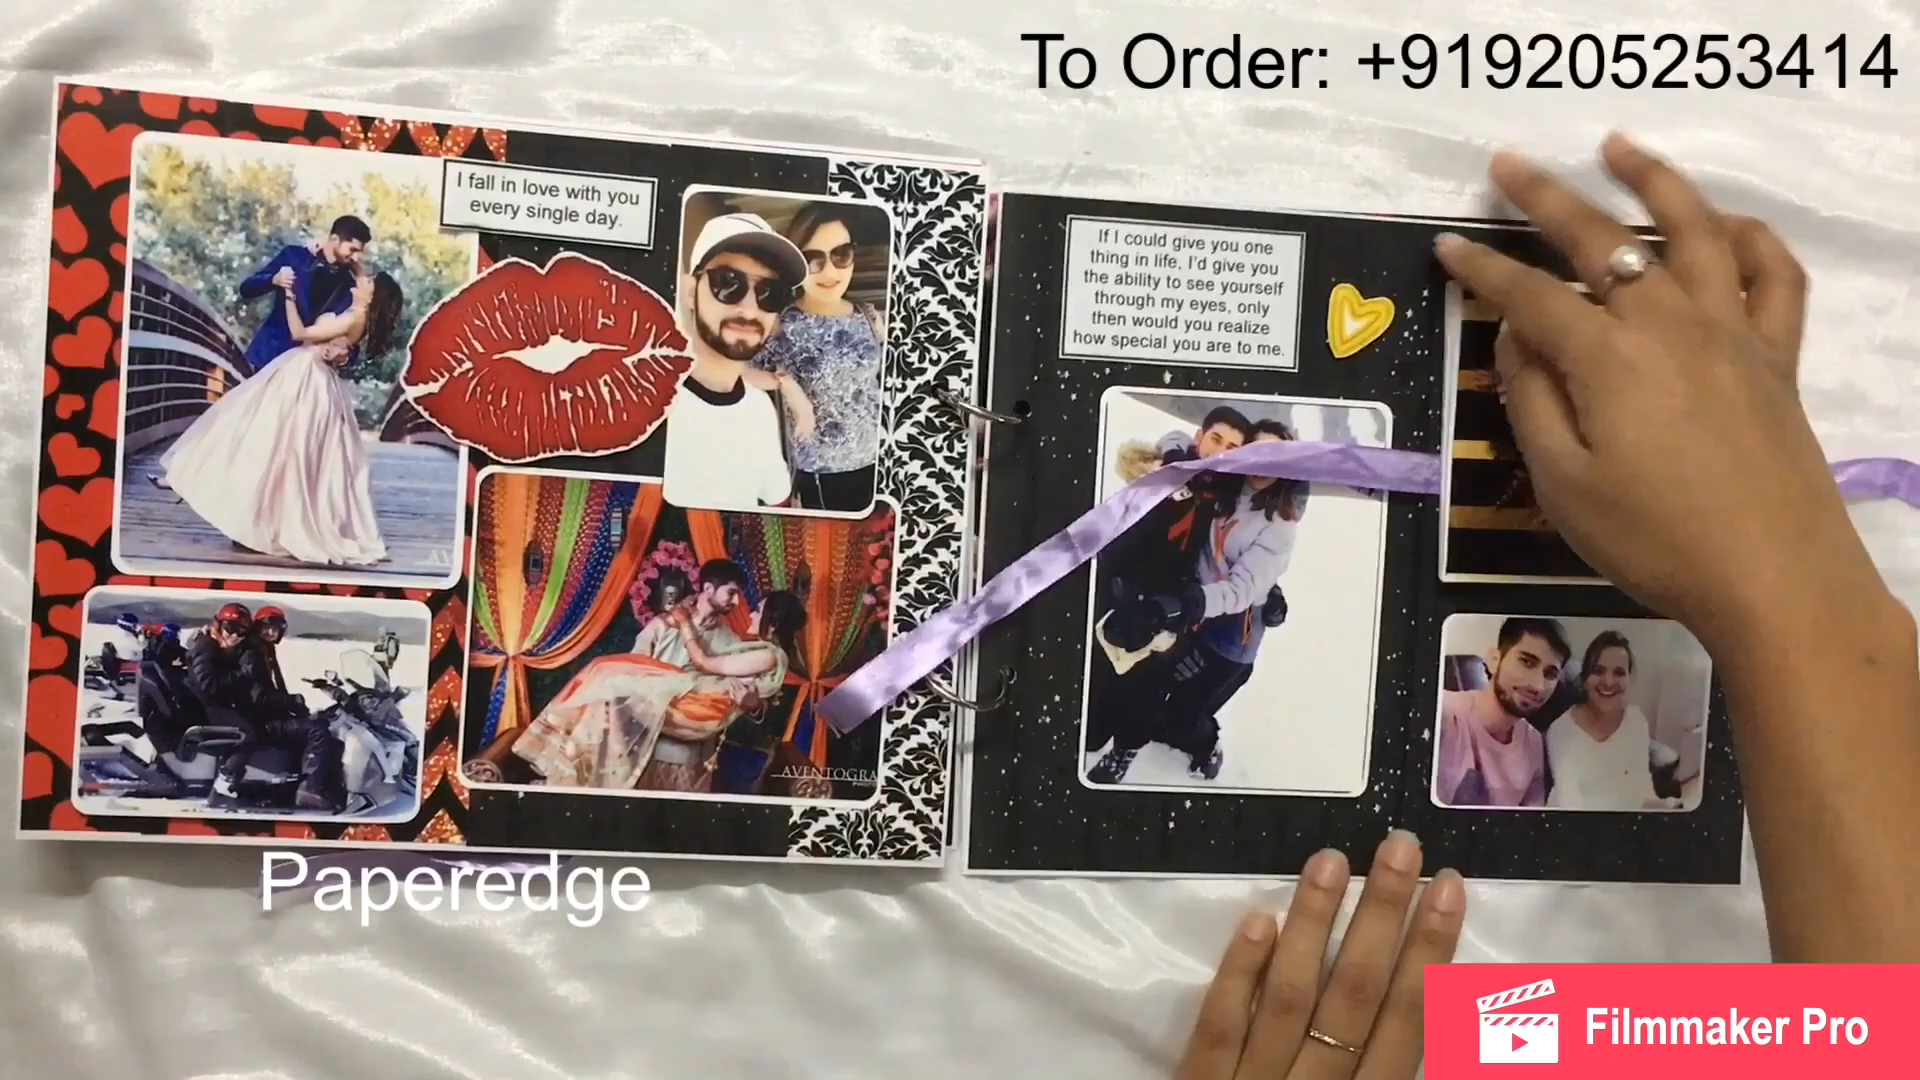 To Order: +919205253414
I fall in love with you
every single day.
If I could give you one
thing in life, I'd give you
the ability to see yourself
through my eyes, only
then would you realize
how special you are to me.
AVENTOGRA
Paperedge
Filmmaker Pro